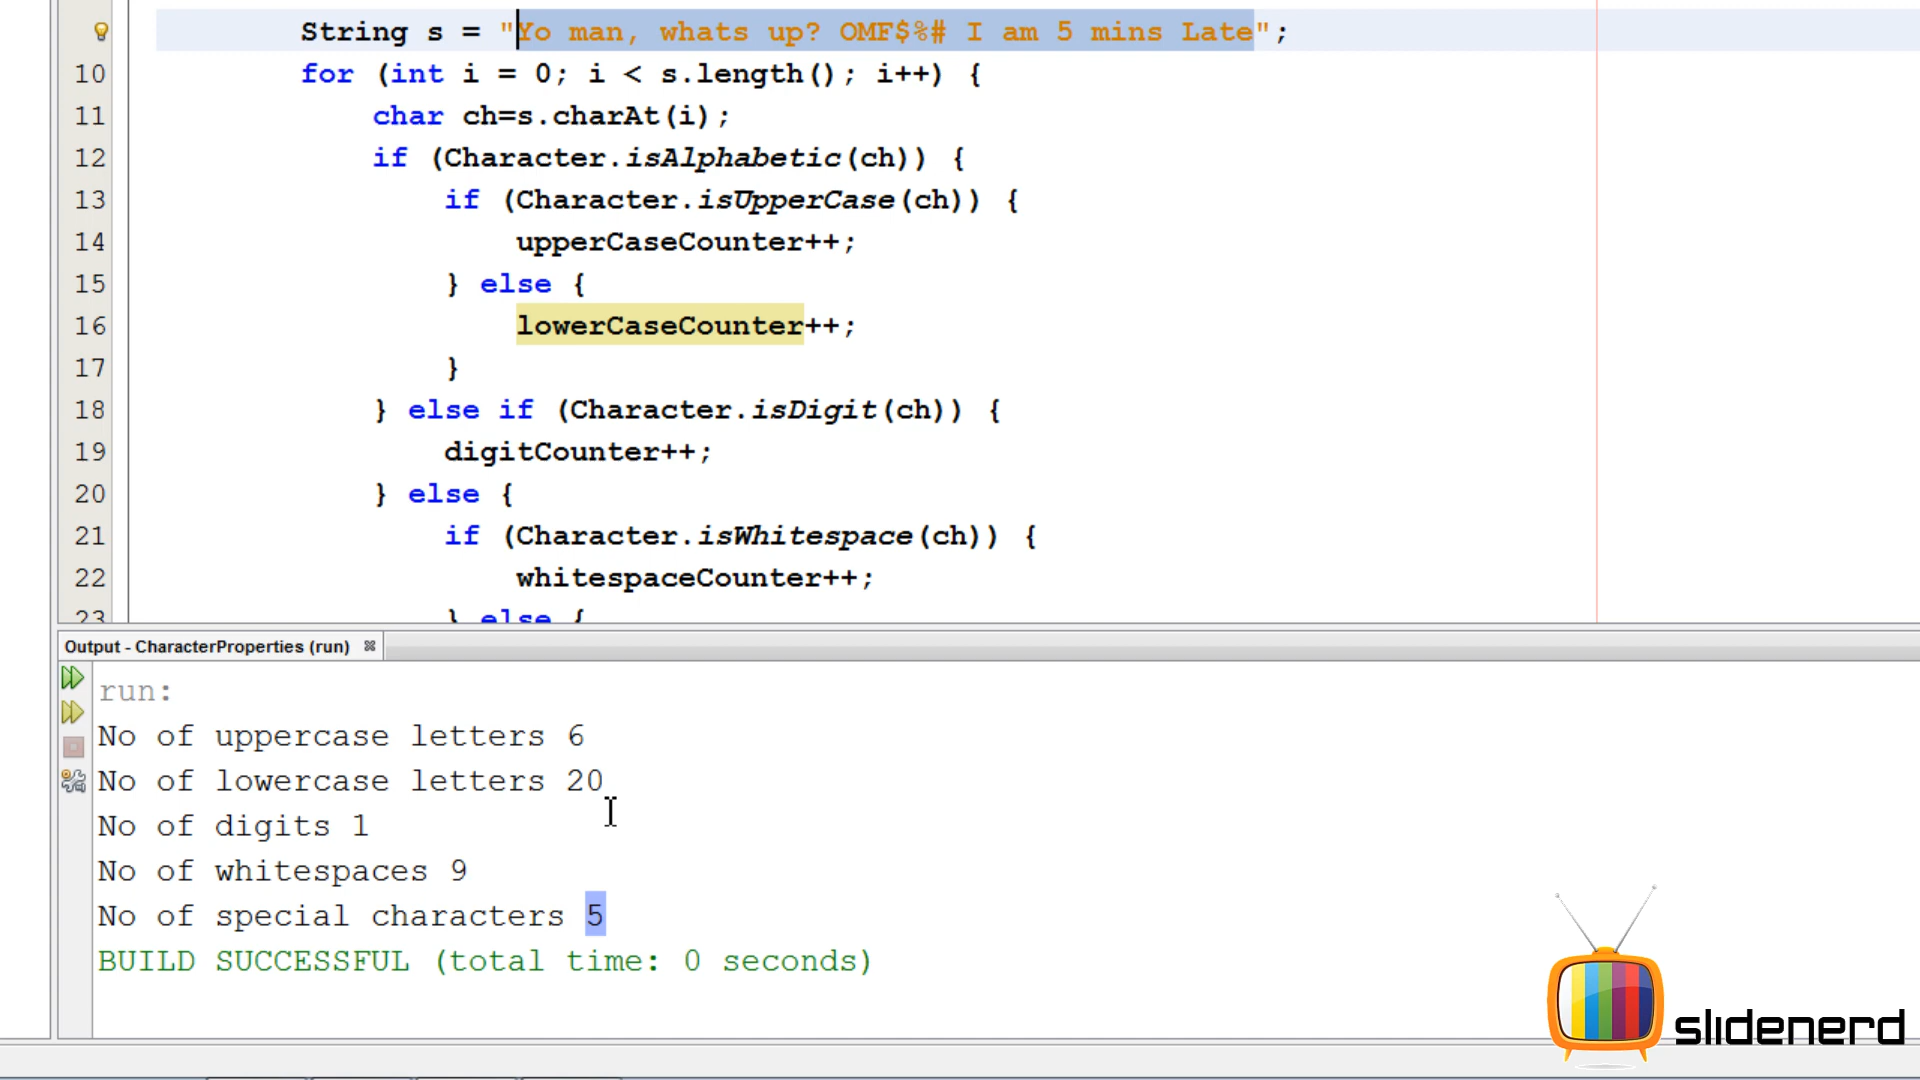 String s = "Yo man, whats up? OMF$%# I am 5 mins Late";
10 for (int i = 0; i < s.length(); i++) {
11 char ch=s.charAt(i);
12 if (Character.isAlphabetic(ch)) {
13 if (Character.isUpperCase(ch)) {
14 upperCaseCounter++;
15 } else {
16 lowerCaseCounter++;
17 }
18 } else if (Character.isDigit(ch)) {
19 digitCounter++;
20 } else {
21 if (Character.isWhitespace(ch)) {
22 whitespaceCounter++;
23 } else {
Output - CharacterProperties (run)
run:
No of uppercase letters 6
No of lowercase letters 20
No of digits 1
No of whitespaces 9
No of special characters 5
BUILD SUCCESSFUL (total time: 0 seconds)
slidenerd